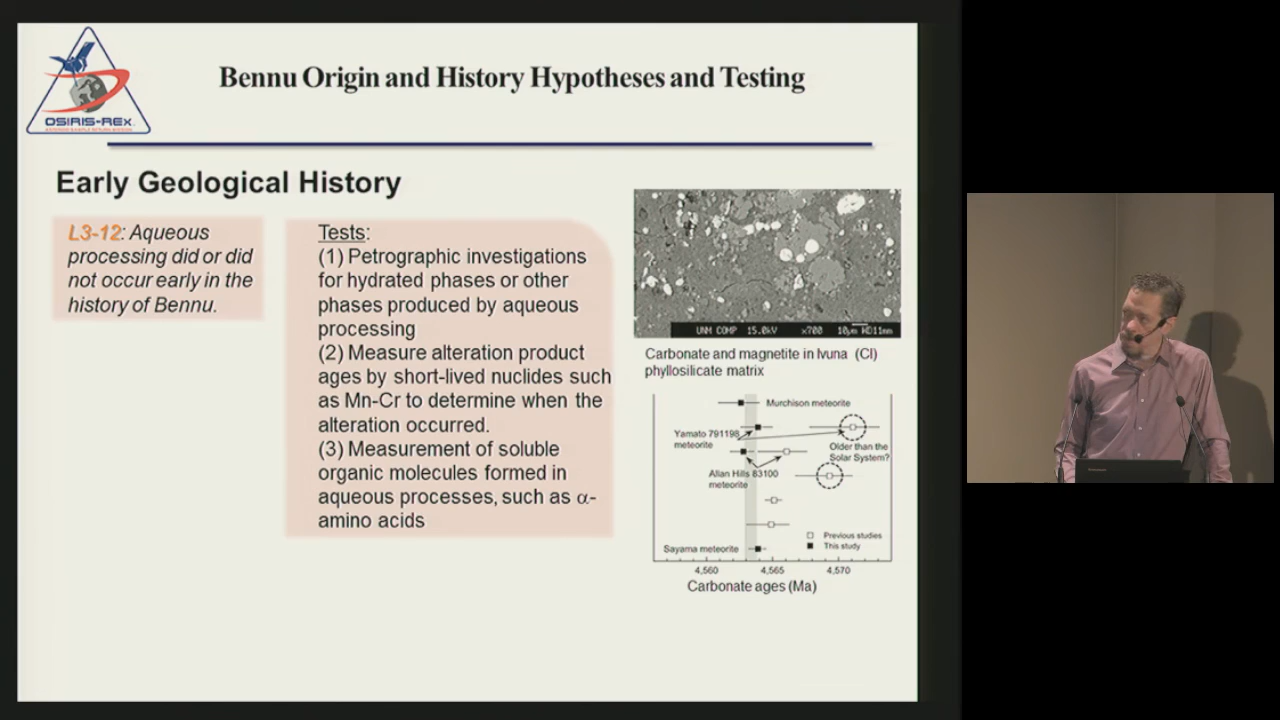 Bennu Origin and History Hypotheses and Testing
OSIRIS-REx
Early Geological History
L3-12: Aqueous
processing did or did
not occur early in the
history of Bennu.
Tests:
(1) Petrographic investigations
for hydrated phases or other
phases produced by aqueous
processing
(2) Measure alteration product
ages by short-lived nuclides such
as Mn-Cr to determine when the
alteration occurred.
(3) Measurement of soluble
organic molecules formed in
aqueous processes, such as α-
amino acids
UNM COMP 15.0kV x700 10µm WD11mm
Carbonate and magnetite in Ivuna (CI)
phyllosilicate matrix
Murchison meteorite
Yamato 791198
meteorite
Older than the
Solar System?
Allan Hills 83100
meteorite
Previous studies
This study
Sayama meteorite
4,560 4,565 4,570
Carbonate ages (Ma)